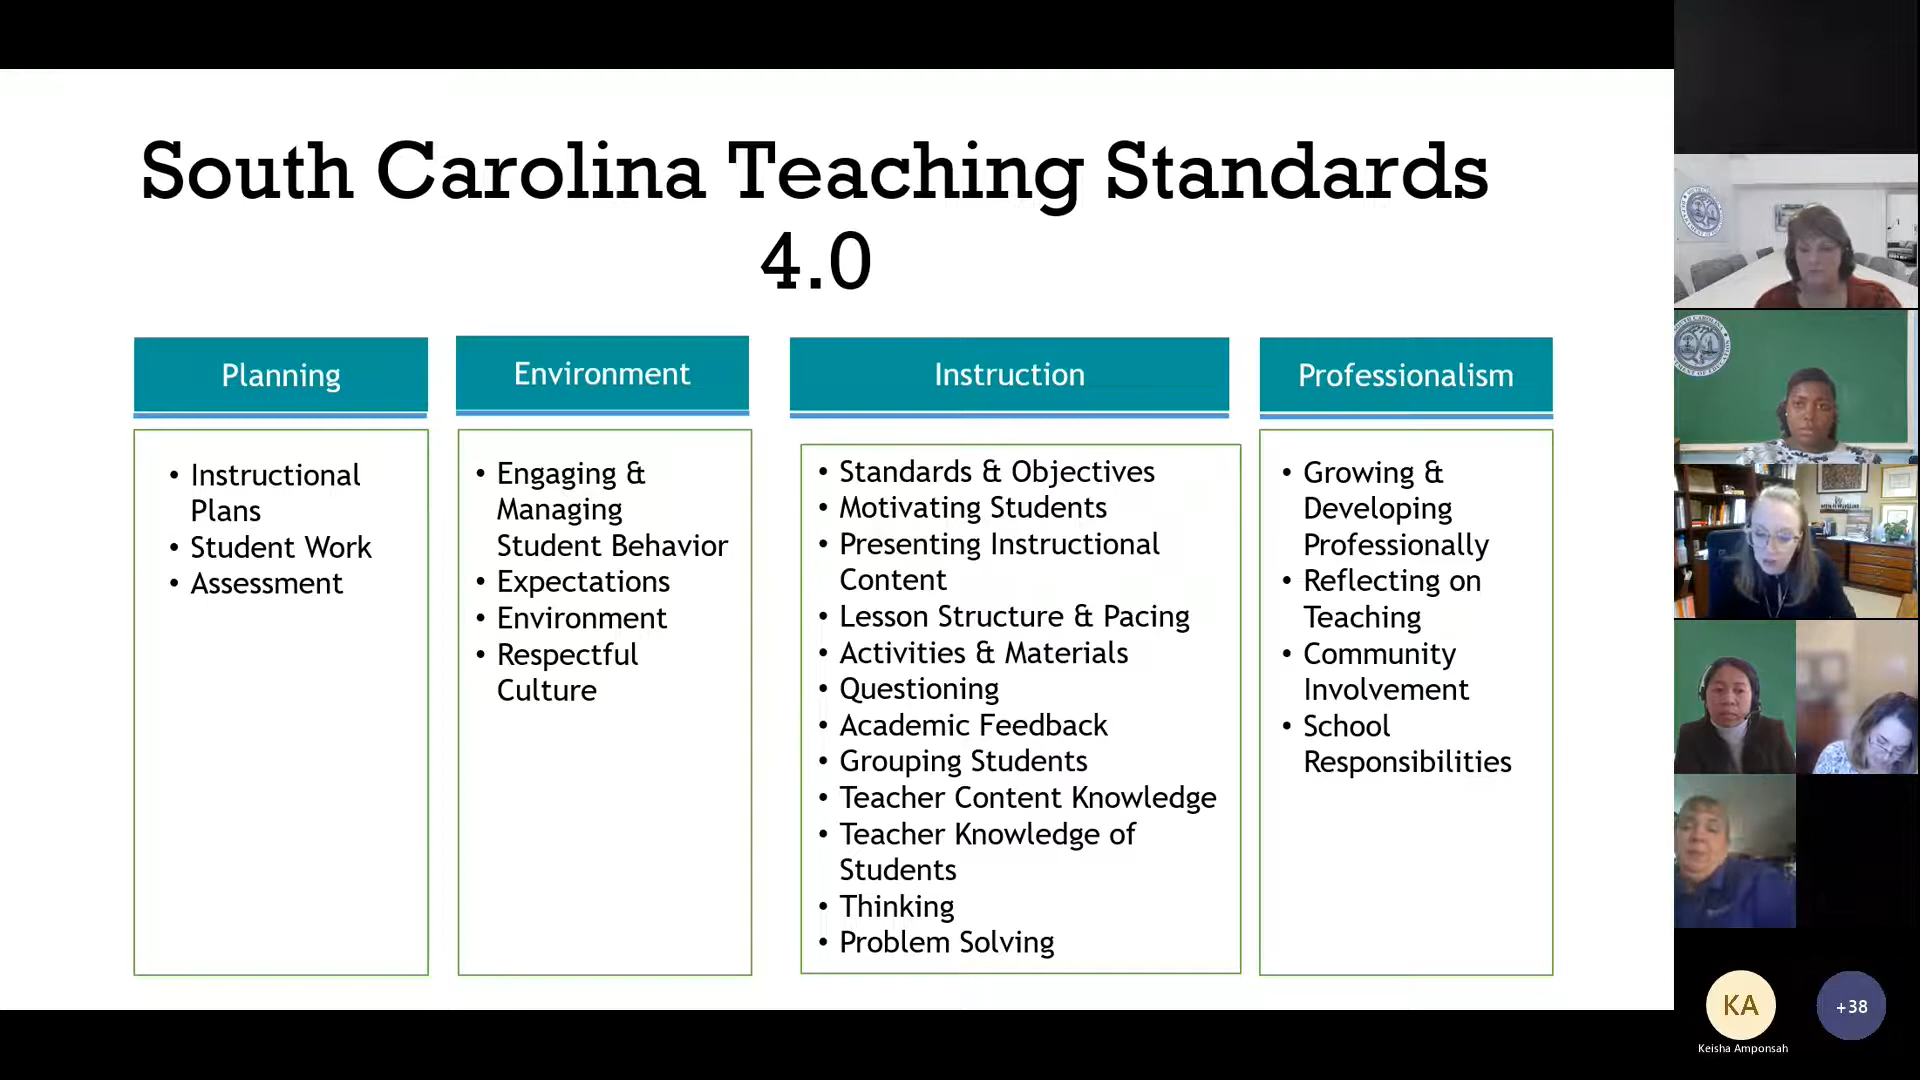 South Carolina Teaching Standards
4.0
Planning
• Instructional
Plans
• Student Work
• Assessment
Environment
• Engaging &
Managing
Student Behavior
• Expectations
• Environment
• Respectful
Culture
Instruction
• Standards & Objectives
• Motivating Students
• Presenting Instructional
Content
• Lesson Structure & Pacing
• Activities & Materials
• Questioning
• Academic Feedback
• Grouping Students
• Teacher Content Knowledge
• Teacher Knowledge of
Students
• Thinking
• Problem Solving
Professionalism
• Growing &
Developing
Professionally
• Reflecting on
Teaching
• Community
Involvement
• School
Responsibilities
KA
Keisha Amponsah
+38